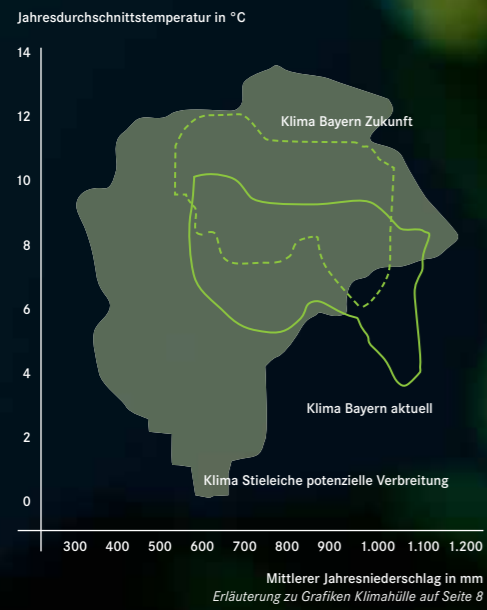 Jahresdurchschnittstemperatur in °C
14
12
10
8
6
4
2
0
Klima Bayern Zukunft
Klima Bayern aktuell
Klima Stieleiche potenzielle Verbreitung
300 400 500 600 700 800 900 1.000 1.100 1.200
Mittlerer Jahresniederschlag in mm
Erläuterung zu Grafiken Klimahülle auf Seite 8